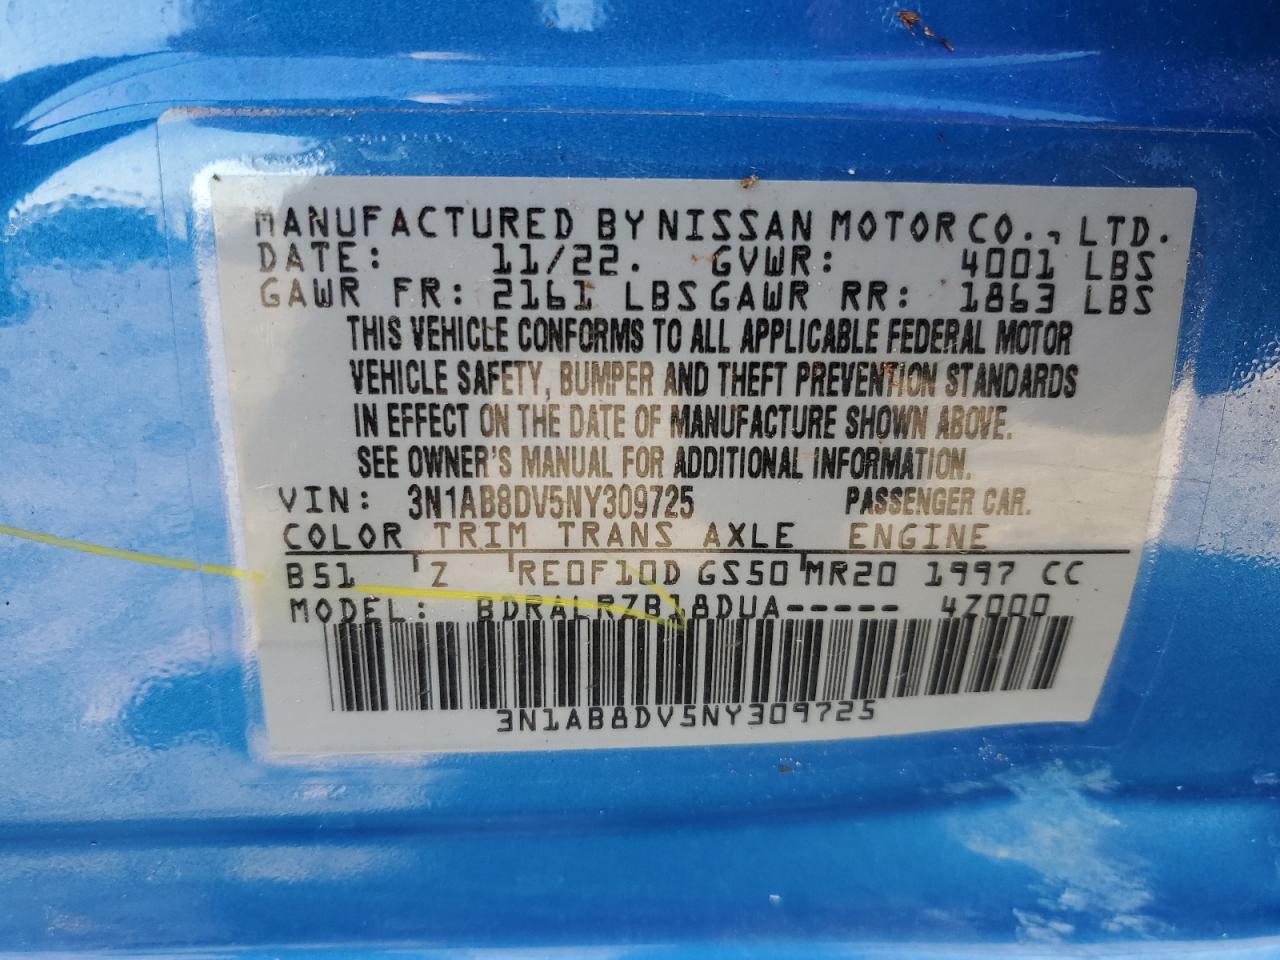 MANUFACTURED BY NISSAN MOTOR CO., LTD.
DATE: 11/22. GVWR: 4001 LBS
GAWR FR: 2161 LBS GAWR RR: 1863 LBS
THIS VEHICLE CONFORMS TO ALL APPLICABLE FEDERAL MOTOR
VEHICLE SAFETY, BUMPER AND THEFT PREVENTION STANDARDS
IN EFFECT ON THE DATE OF MANUFACTURE SHOWN ABOVE.
SEE OWNER'S MANUAL FOR ADDITIONAL INFORMATION.
VIN: 3N1AB8DV5NY309725 PASSENGER CAR.
COLOR TRIM TRANS AXLE ENGINE
B51 Z RE0F10D GS50 MR20 1997 CC
MODEL: BDRALRZB18DUA----- 4Z000
3N1AB8DV5NY309725